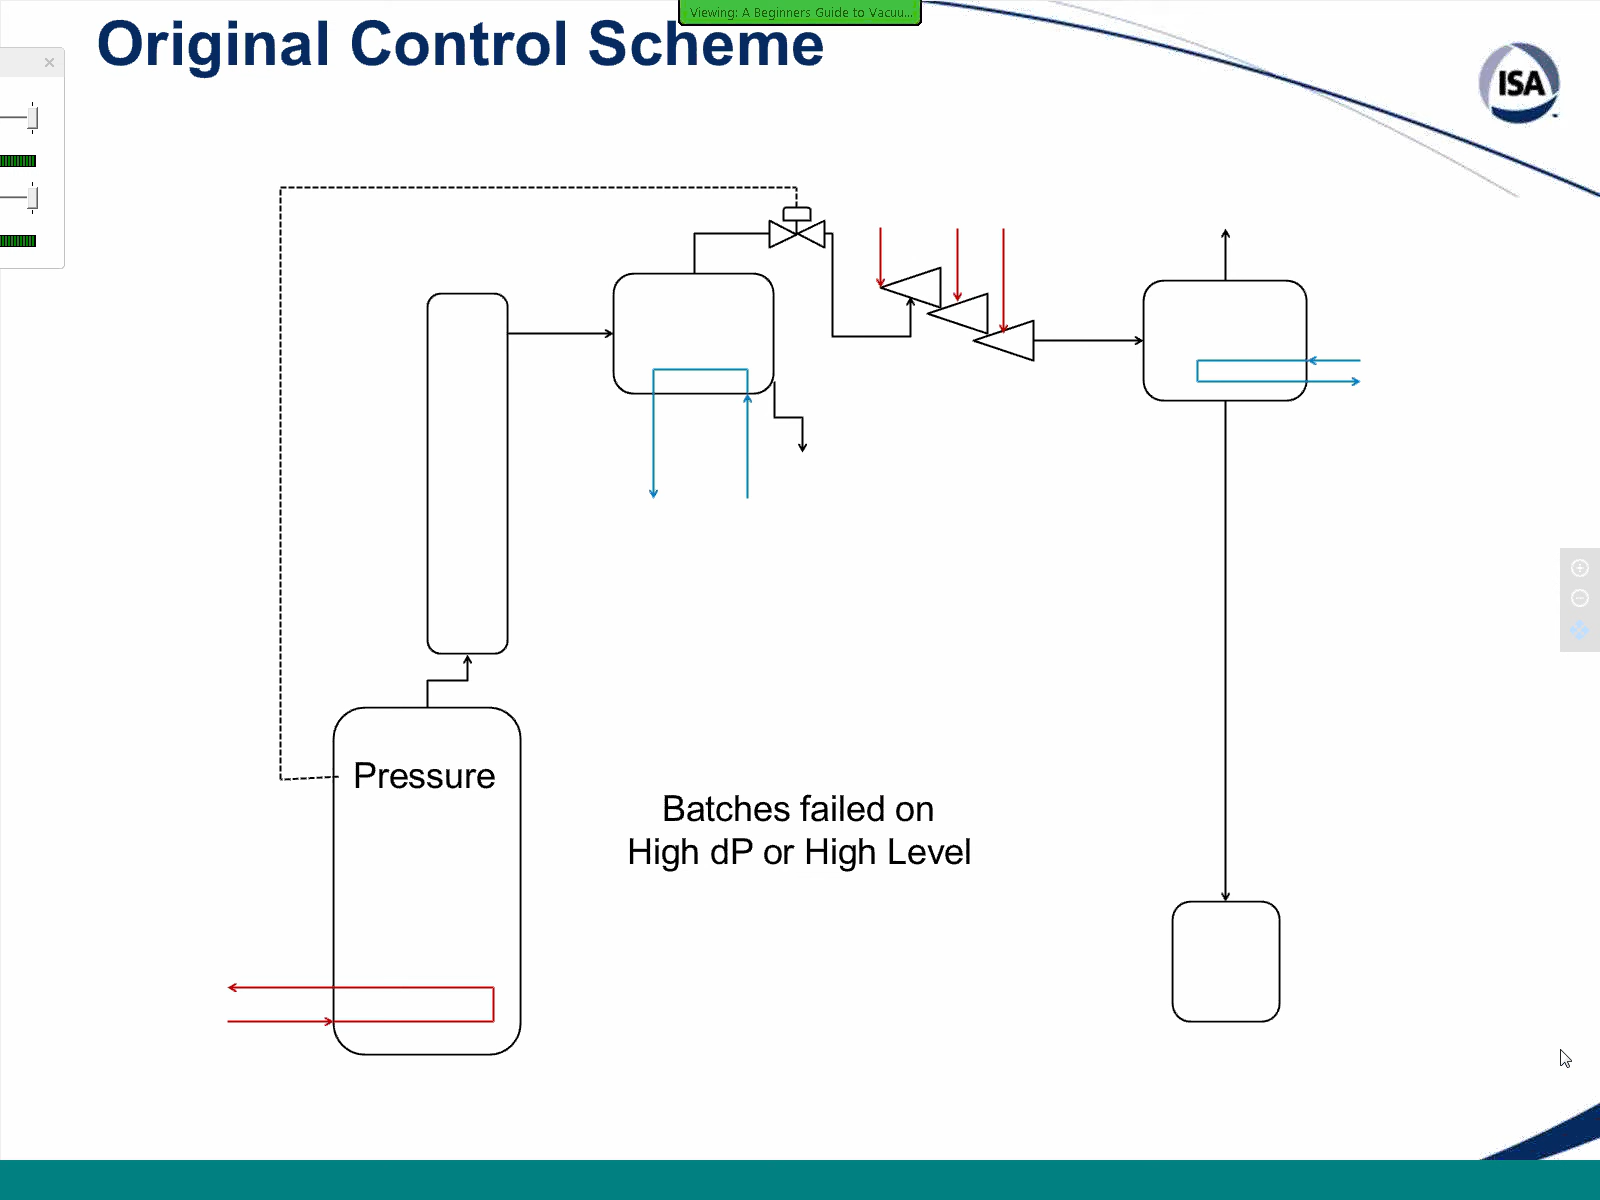 Viewing: A Beginners Guide to Vacuu...
Original Control Scheme
ISA
Pressure
Batches failed on
High dP or High Level